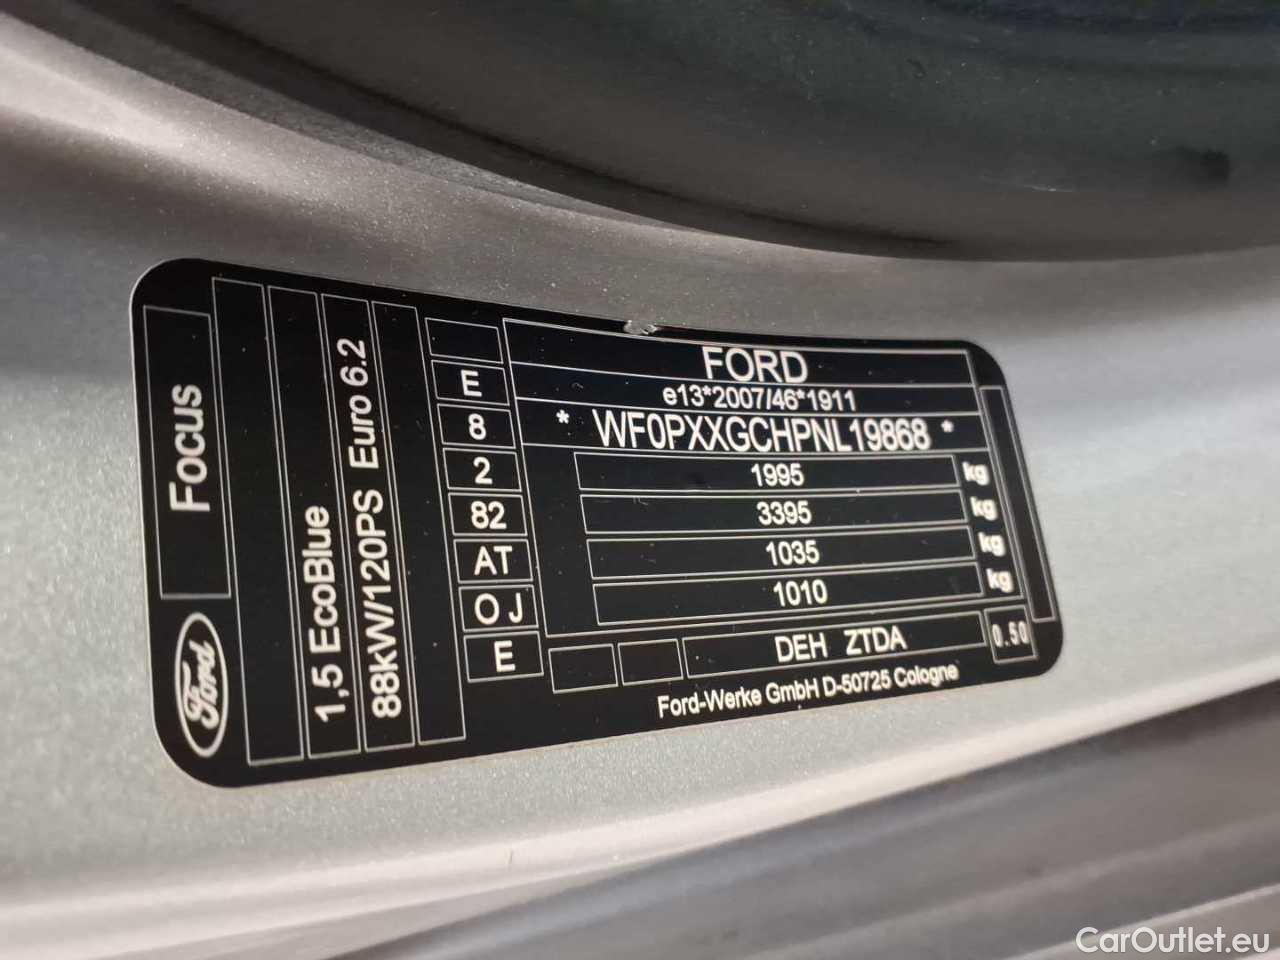 Ford
Focus
1,5 EcoBlue
88kW/120PS Euro 6.2
E
8
2
82
AT
OJ
E
FORD
e13*2007/46*1911
* WF0PXXGCHPNL19868 *
1995 kg
3395 kg
1035 kg
1010 kg
DEH ZTDA
0.50
Ford-Werke GmbH D-50725 Cologne
CarOutlet.eu